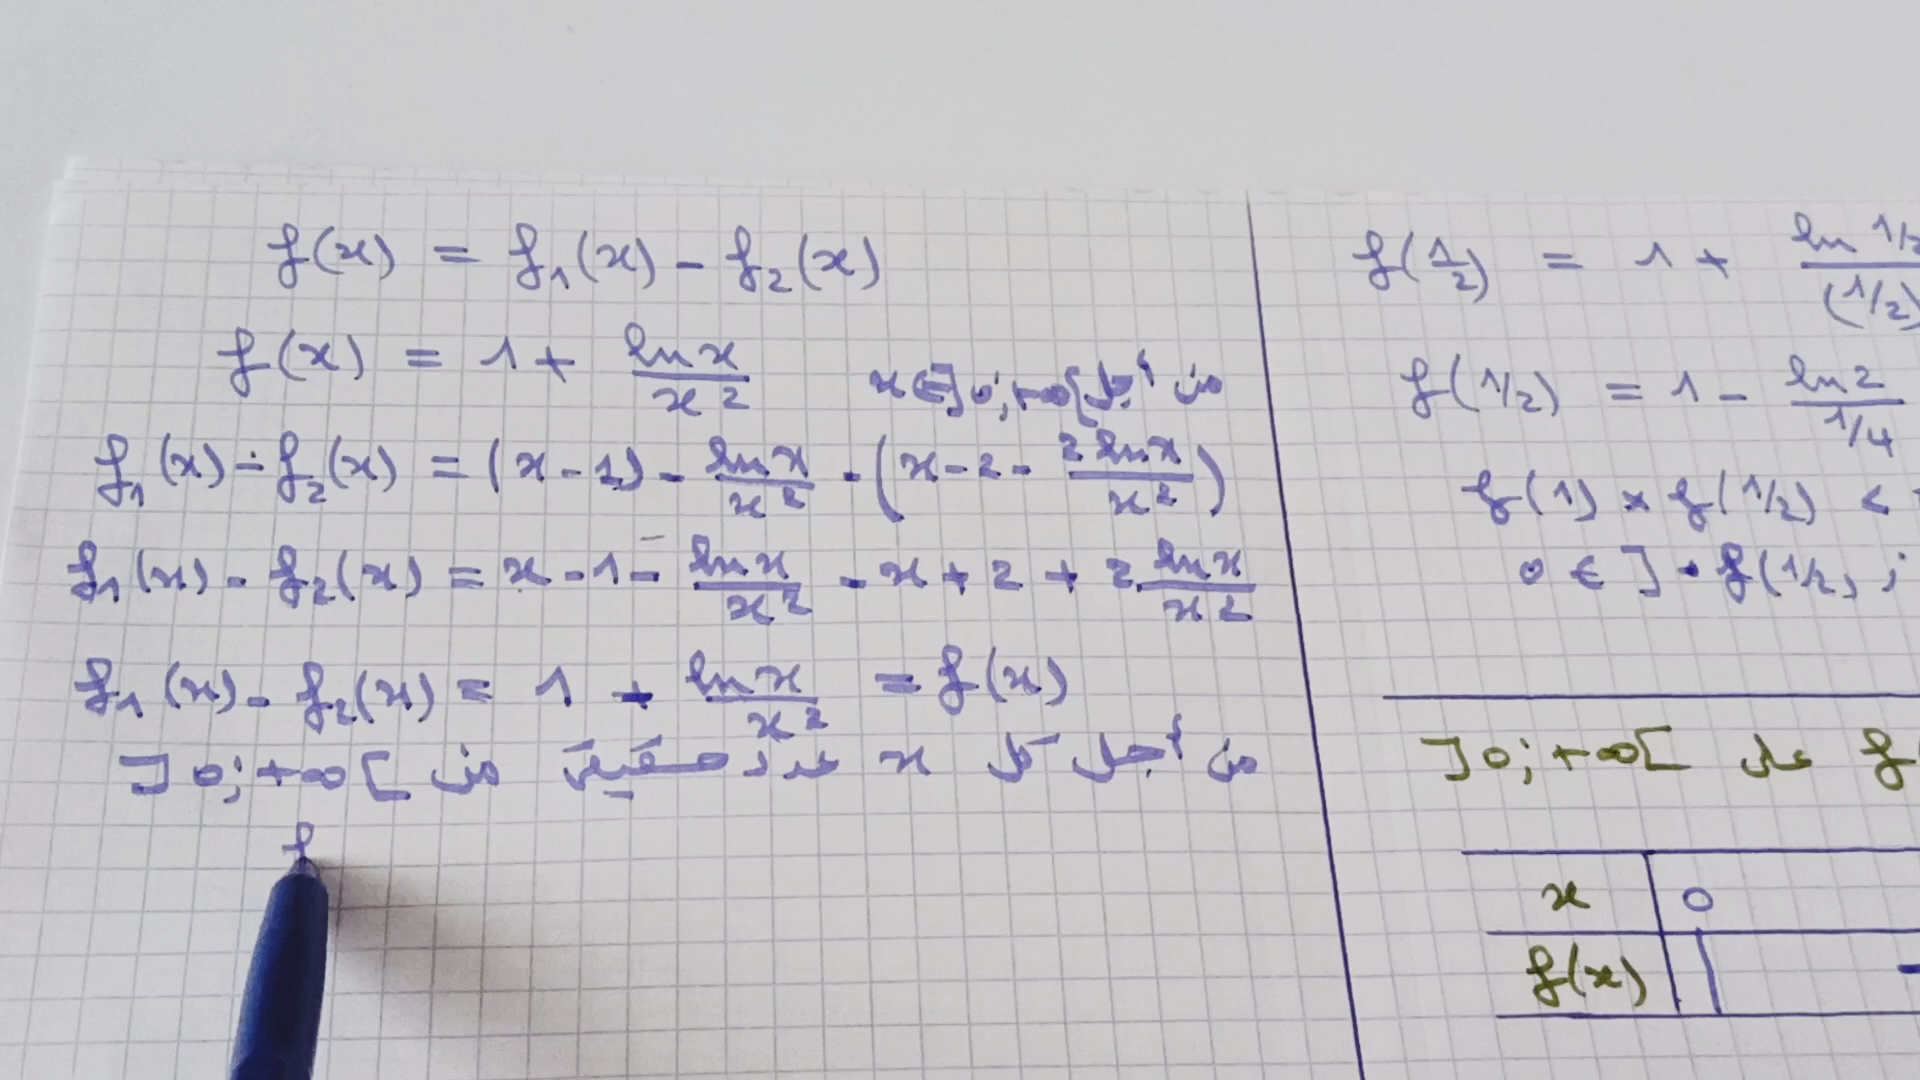 f(x) = f₁(x) - f₂(x)
f(x) = 1 + ln x / x² من أجل x∈]0;+∞[
f₁(x) - f₂(x) = (x-1) - ln x / x² - (x-2 - 2 ln x / x²)
f₁(x) - f₂(x) = x - 1 - ln x / x² - x + 2 + 2 ln x / x²
f₁(x) - f₂(x) = 1 + ln x / x² = f(x)
من أجل كل x عدد حقيقي من ]0;+∞[
f
f(1/2) = 1 + ln 1/2 / (1/2)
f(1/2) = 1 - ln 2 / 1/4
f(1) × f(1/2) <
0 ∈ ] f(1/2) ;
f على ]0;+∞[
x 0
f(x) -